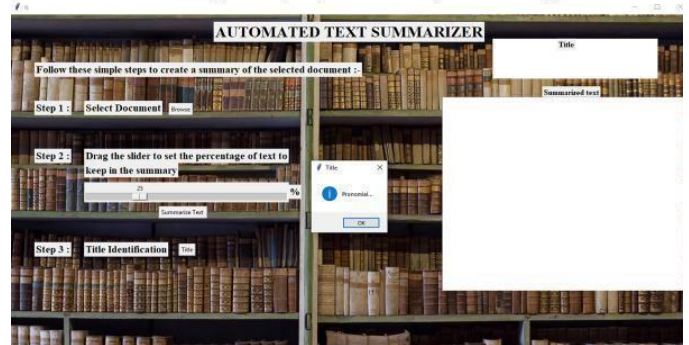 AUTOMATED TEXT SUMMARIZER
Title
Follow these simple steps to create a summary of the selected document :-
Summarized text
Step 1 : Select Document Browse
Step 2 : Drag the slider to set the percentage of text to
keep in the summary
25
%
Summarize Text
Title
Pronomial...
OK
Step 3 : Title Identification Title